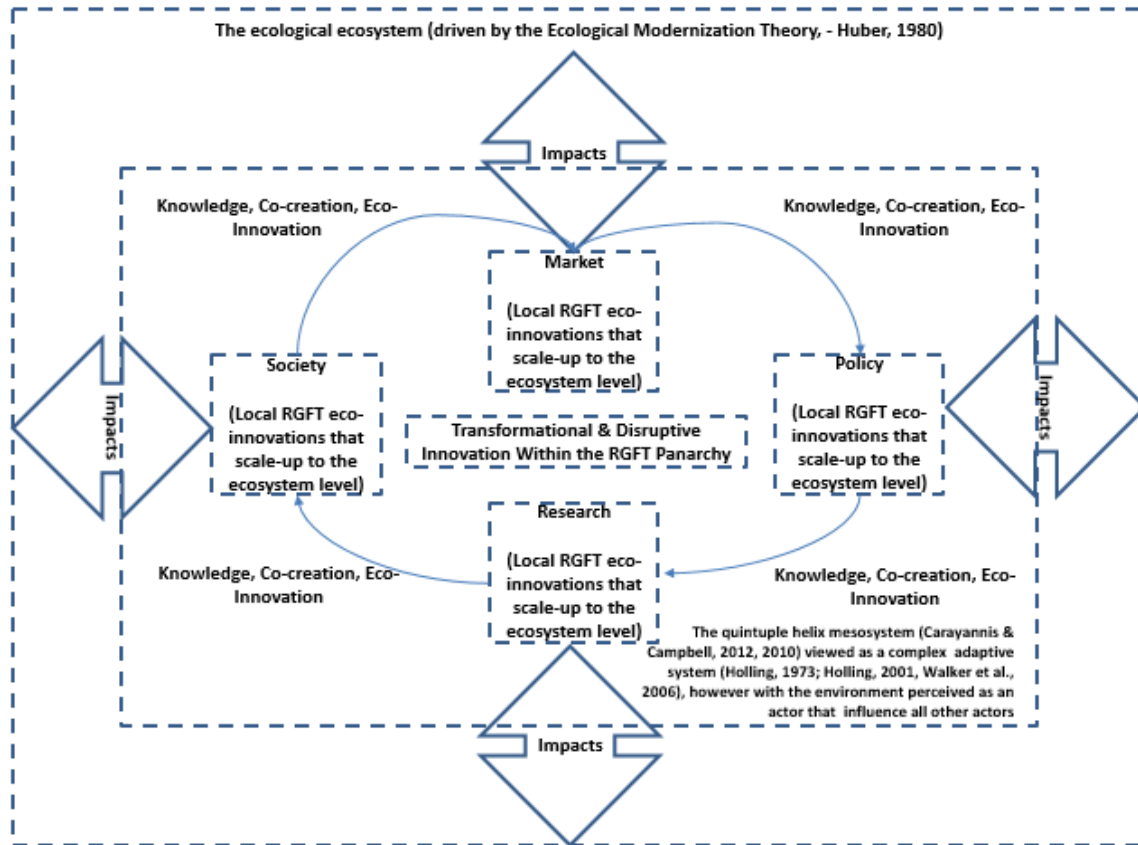 The ecological ecosystem (driven by the Ecological Modernization Theory, - Huber, 1980)
Impacts
Knowledge, Co-creation, Eco-
Innovation
Knowledge, Co-creation, Eco-
Innovation
Market
(Local RGFT eco-
innovations that
scale-up to the
ecosystem level)
Society
(Local RGFT eco-
innovations that
scale-up to the
ecosystem level)
Policy
(Local RGFT eco-
innovations that
scale-up to the
ecosystem level)
Impacts
Impacts
Transformational & Disruptive
Innovation Within the RGFT Panarchy
Research
(Local RGFT eco-
innovations that
scale-up to the
ecosystem level)
Knowledge, Co-creation, Eco-
Innovation
Knowledge, Co-creation, Eco-
Innovation
The quintuple helix mesosystem (Carayannis &
Campbell, 2012, 2010) viewed as a complex adaptive
system (Holling, 1973; Holling, 2001, Walker et al.,
2006), however with the environment perceived as an
actor that influence all other actors
Impacts